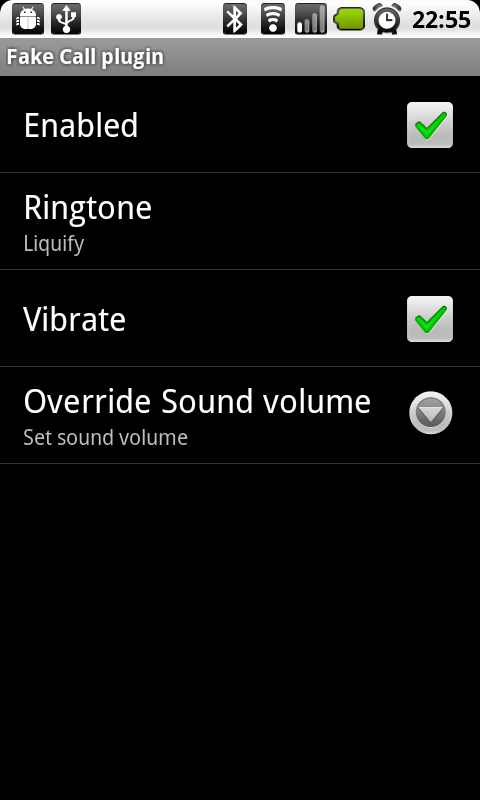 22:55
Fake Call plugin
Enabled
Ringtone
Liquify
Vibrate
Override Sound volume
Set sound volume